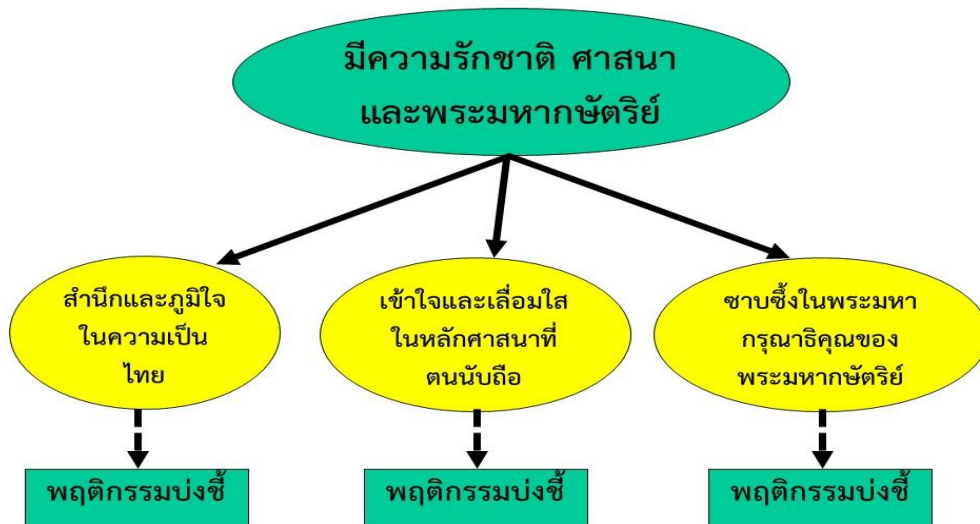 มีความรักชาติ ศาสนา
และพระมหากษัตริย์
สำนึกและภูมิใจ
ในความเป็น
ไทย
เข้าใจและเลื่อมใส
ในหลักศาสนาที่
ตนนับถือ
ซาบซึ้งในพระมหา
กรุณาธิคุณของ
พระมหากษัตริย์
พฤติกรรมบ่งชี้
พฤติกรรมบ่งชี้
พฤติกรรมบ่งชี้